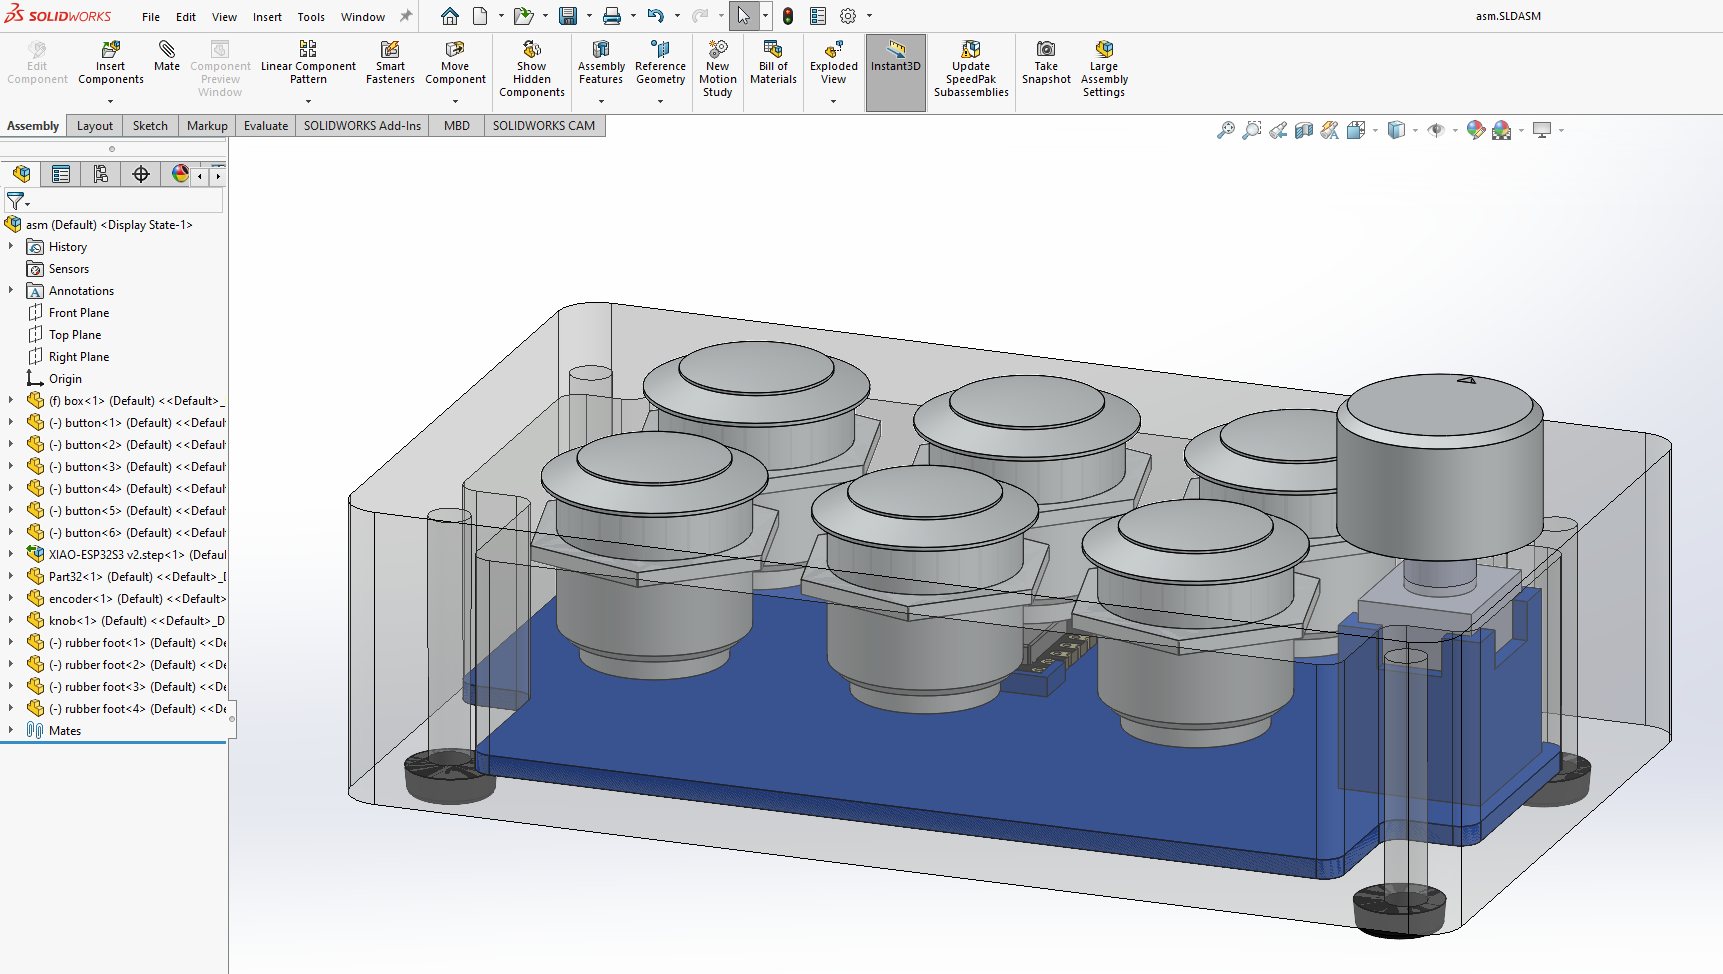 SOLIDWORKS
File Edit View Insert Tools Window
asm.SLDASM
Edit Component
Insert Components
Mate
Component Preview Window
Linear Component Pattern
Smart Fasteners
Move Component
Show Hidden Components
Assembly Features
Reference Geometry
New Motion Study
Bill of Materials
Exploded View
Instant3D
Update SpeedPak Subassemblies
Take Snapshot
Large Assembly Settings
Assembly Layout Sketch Markup Evaluate SOLIDWORKS Add-Ins MBD SOLIDWORKS CAM
asm (Default) <Display State-1>
History
Sensors
Annotations
Front Plane
Top Plane
Right Plane
Origin
(f) box<1> (Default) <<Default>_
(-) button<1> (Default) <<Defaul
(-) button<2> (Default) <<Defaul
(-) button<3> (Default) <<Defaul
(-) button<4> (Default) <<Defaul
(-) button<5> (Default) <<Defaul
(-) button<6> (Default) <<Defaul
XIAO-ESP32S3 v2.step<1> (Defaul
Part32<1> (Default) <<Default>_
encoder<1> (Default) <<Default>
knob<1> (Default) <<Default>_D
(-) rubber foot<1> (Default) <<De
(-) rubber foot<2> (Default) <<De
(-) rubber foot<3> (Default) <<De
(-) rubber foot<4> (Default) <<De
Mates